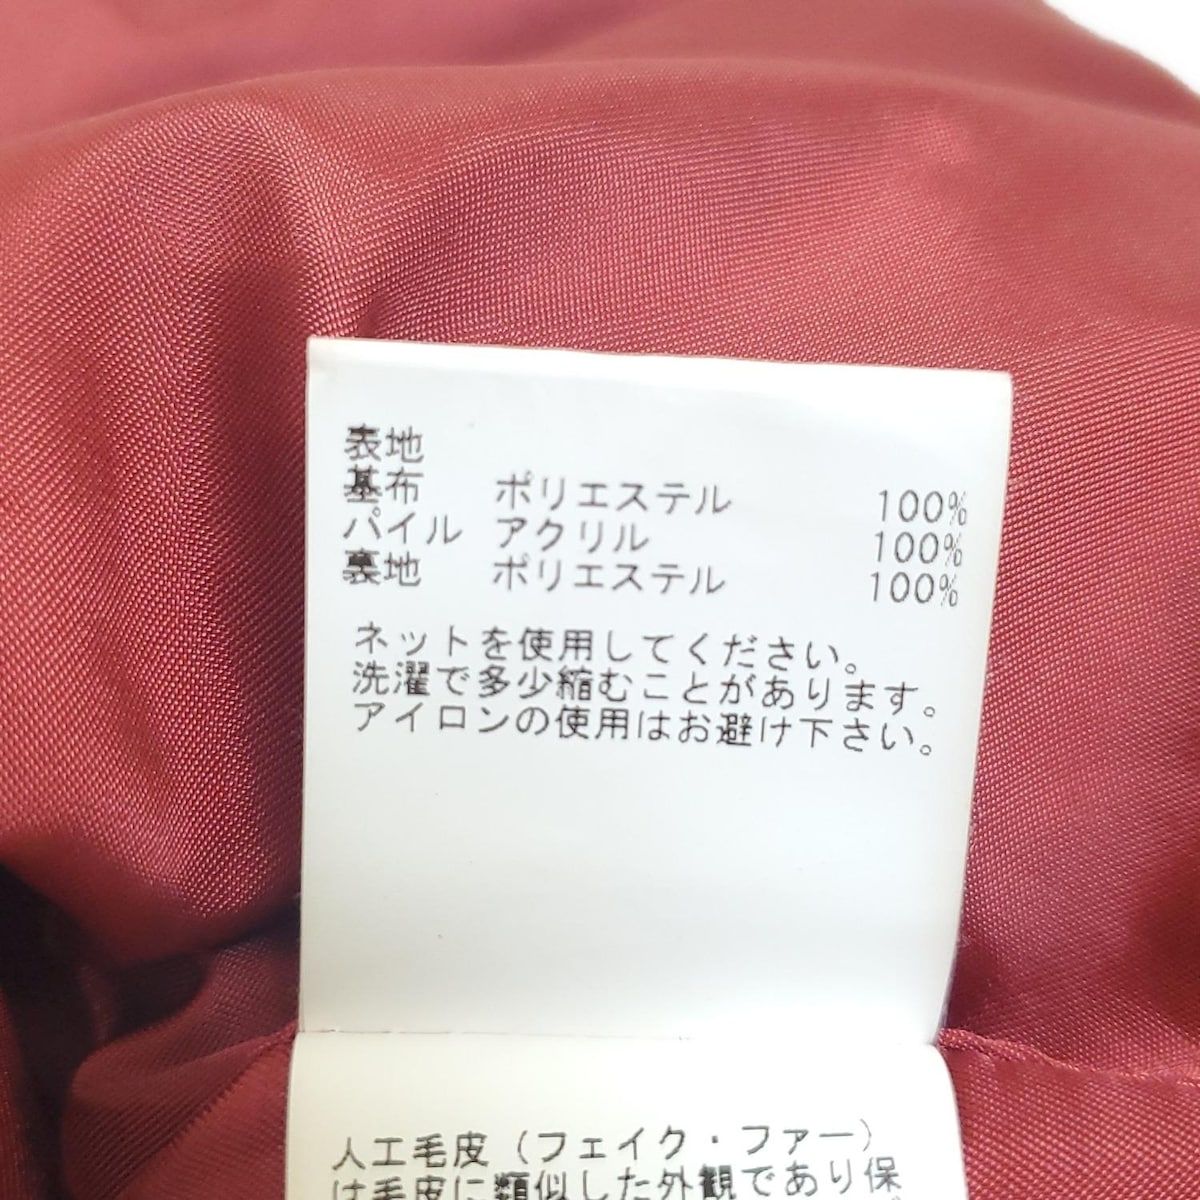 表地
基布 ポリエステル 100%
パイル アクリル 100%
裏地 ポリエステル 100%
ネットを使用してください。
洗濯で多少縮むことがあります。
アイロンの使用はお避け下さい。
人工毛皮(フェイク・ファー)
は毛皮に類似した外観であり保